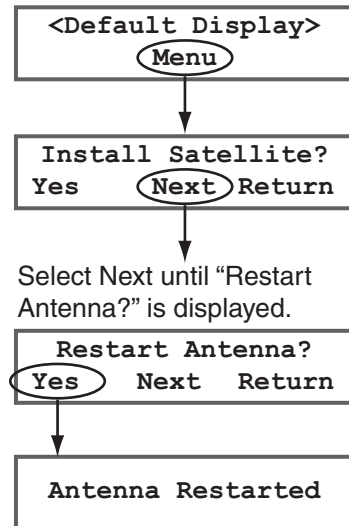 <Default Display>
Menu
Install Satellite?
Yes Next Return
Select Next until “Restart
Antenna?” is displayed.
Restart Antenna?
Yes Next Return
Antenna Restarted